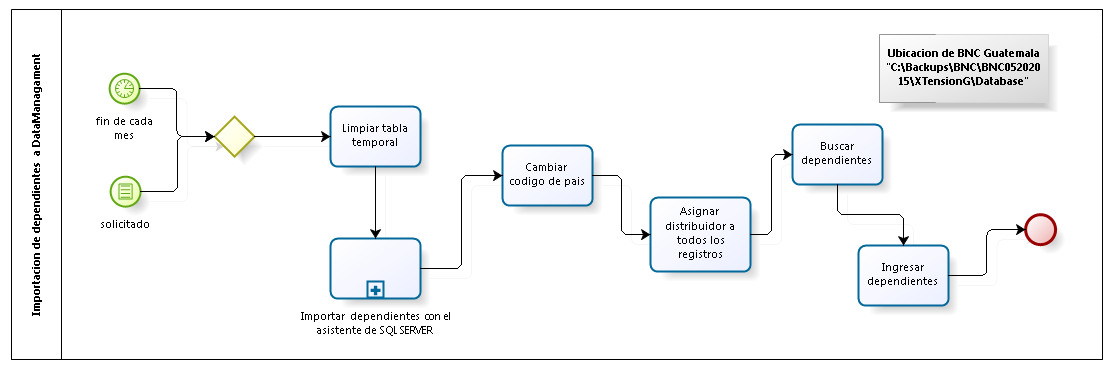 Importacion de dependientes a DataManagament
Ubicacion de BNC Guatemala
"C:\Backups\BNC\BNC052020
15\XTensionG\Database"
fin de cada
mes
solicitado
Limpiar tabla
temporal
Importar dependientes con el
asistente de SQL SERVER
Cambiar
codigo de pais
Asignar
distribuidor a
todos los
registros
Buscar
dependientes
Ingresar
dependientes